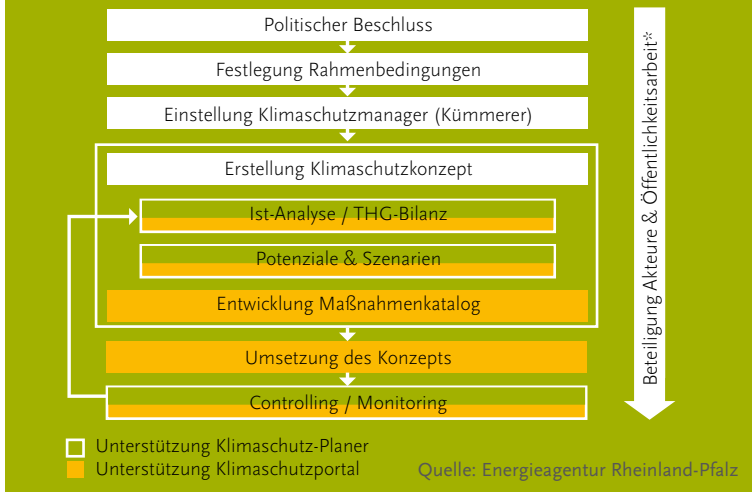 Politischer Beschluss
Festlegung Rahmenbedingungen
Einstellung Klimaschutzmanager (Kümmerer)
Erstellung Klimaschutzkonzept
Ist-Analyse / THG-Bilanz
Potenziale & Szenarien
Entwicklung Maßnahmenkatalog
Umsetzung des Konzepts
Controlling / Monitoring
Beteiligung Akteure & Öffentlichkeitsarbeit*
Unterstützung Klimaschutz-Planer
Unterstützung Klimaschutzportal
Quelle: Energieagentur Rheinland-Pfalz